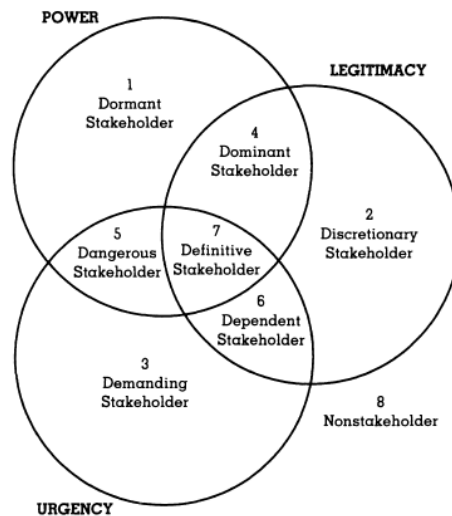 POWER
LEGITIMACY
1
Dormant
Stakeholder
4
Dominant
Stakeholder
2
Discretionary
Stakeholder
5
Dangerous
Stakeholder
7
Definitive
Stakeholder
6
Dependent
Stakeholder
3
Demanding
Stakeholder
8
Nonstakeholder
URGENCY